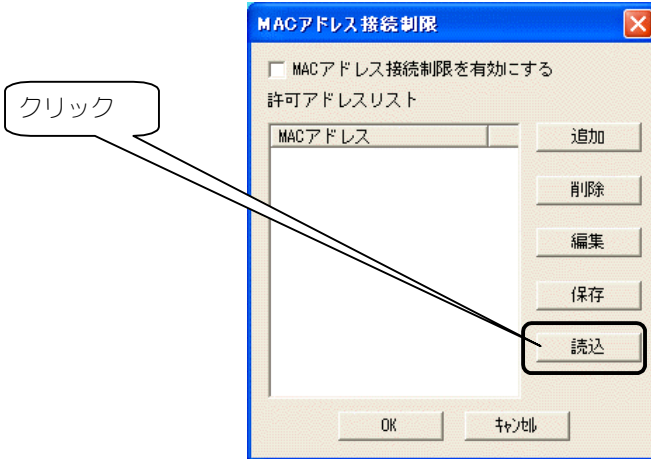 MACアドレス接続制限
MACアドレス接続制限を有効にする
クリック
許可アドレスリスト
MACアドレス
追加
削除
編集
保存
読込
OK
ｷｬﾝｾﾙ